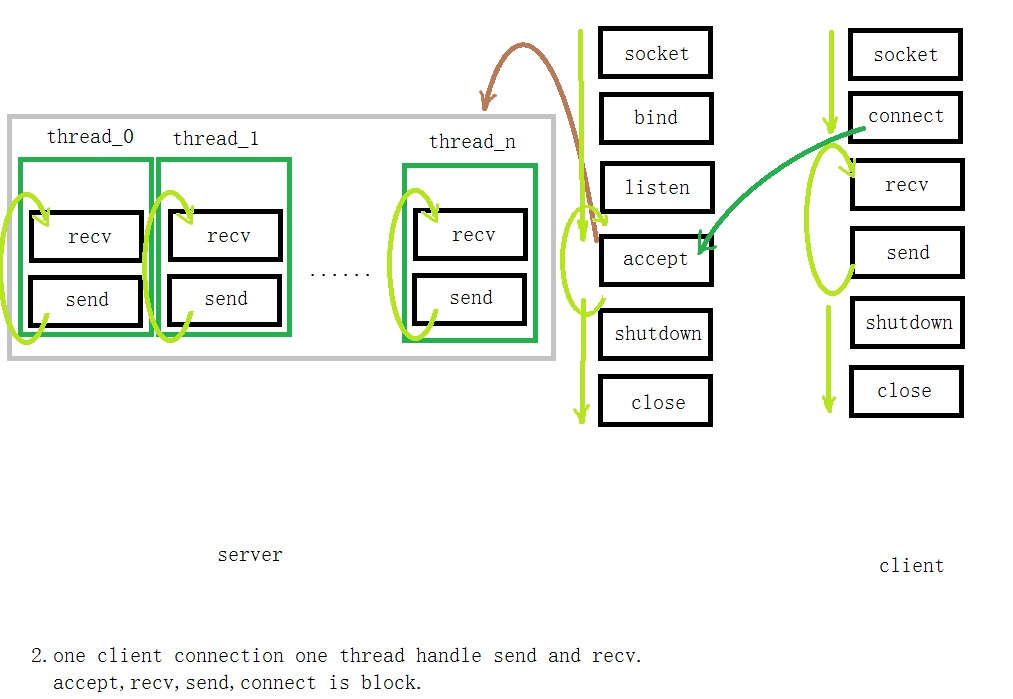 thread_0
thread_1
thread_n
recv
send
recv
send
......
recv
send
socket
bind
listen
accept
shutdown
close
socket
connect
recv
send
shutdown
close
server
client
2. one client connection one thread handle send and recv.
accept, recv, send, connect is block.